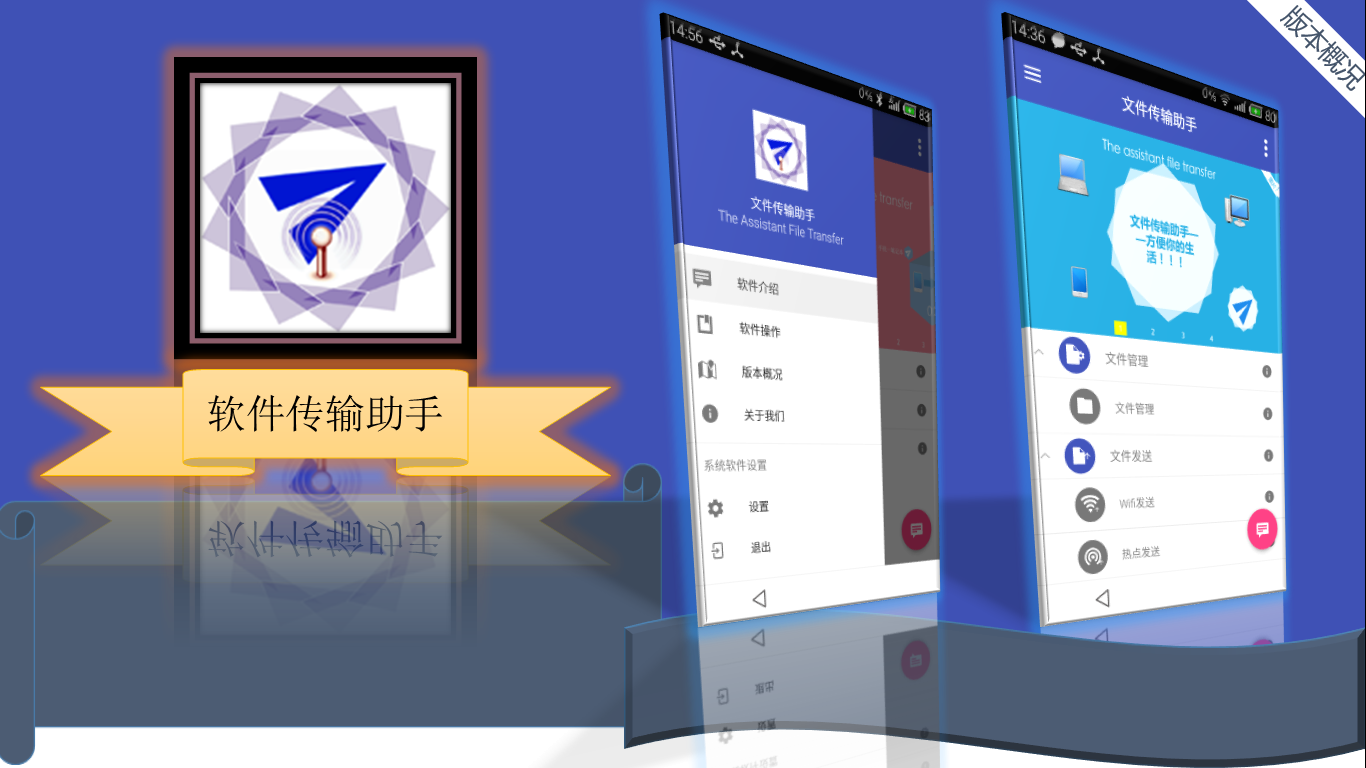 版本概况
软件传输助手
14:56
0%
83
文件传输助手
The Assistant File Transfer
transfer
软件介绍
软件操作
版本概况
关于我们
系统软件设置
设置
退出
14:36
0%
80
文件传输助手
The assistant file transfer
文件传输助手—
—方便你的生
活！！！
1 2 3 4
文件管理
文件管理
文件发送
Wifi发送
热点发送